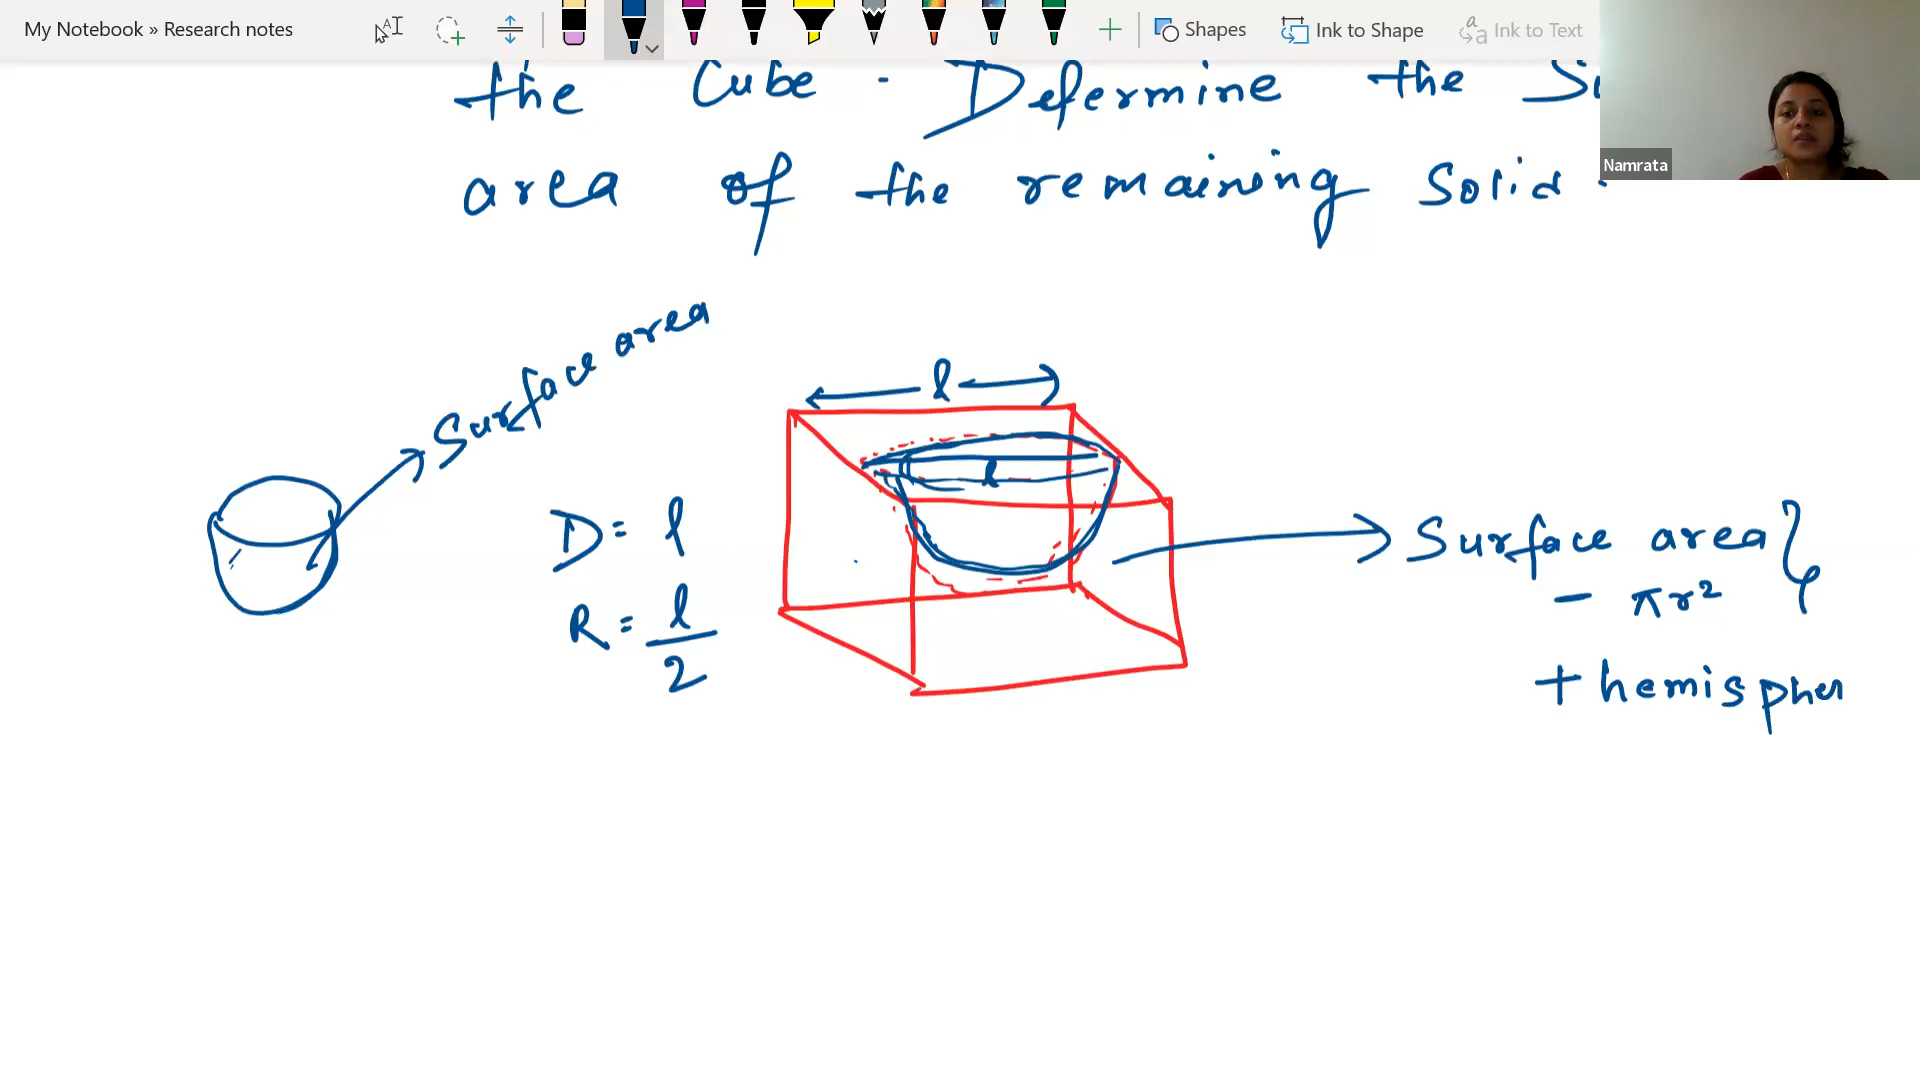 My Notebook » Research notes
Shapes
Ink to Shape
Ink to Text
Namrata
the Cube. Determine the
area of the remaining solid.
Surface area
l
l
D = l
R = l/2
Surface area
- πr²
+ hemispher